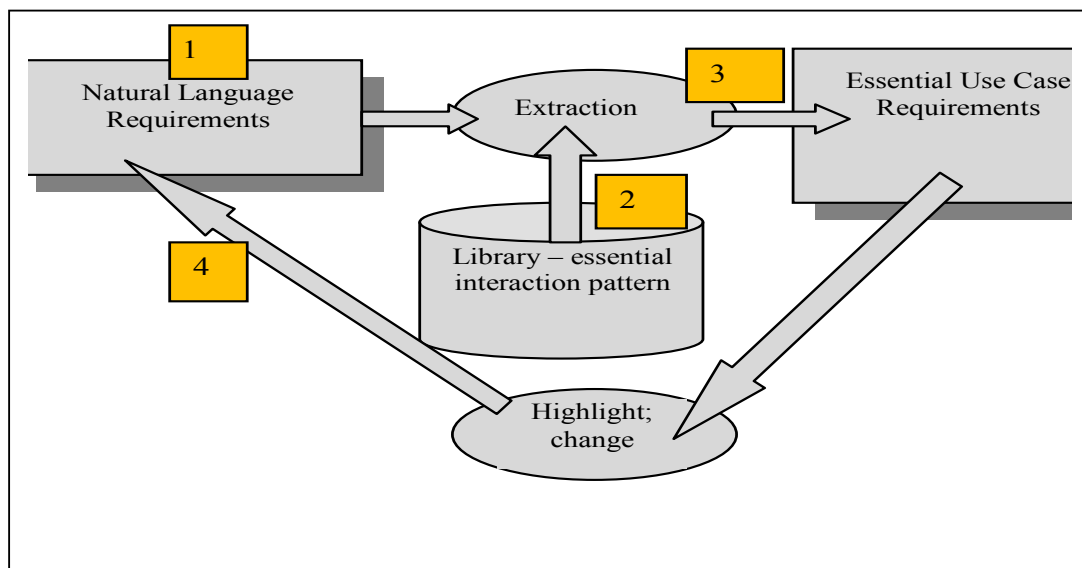 1
Natural Language
Requirements
Extraction
3
Essential Use Case
Requirements
2
Library – essential
interaction pattern
4
Highlight;
change